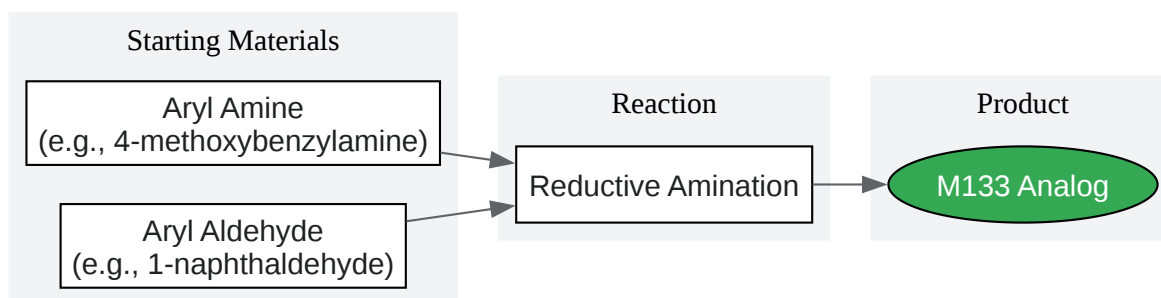 Starting Materials
Aryl Amine
(e.g., 4-methoxybenzylamine)
Aryl Aldehyde
(e.g., 1-naphthaldehyde)
Reaction
Reductive Amination
Product
M133 Analog